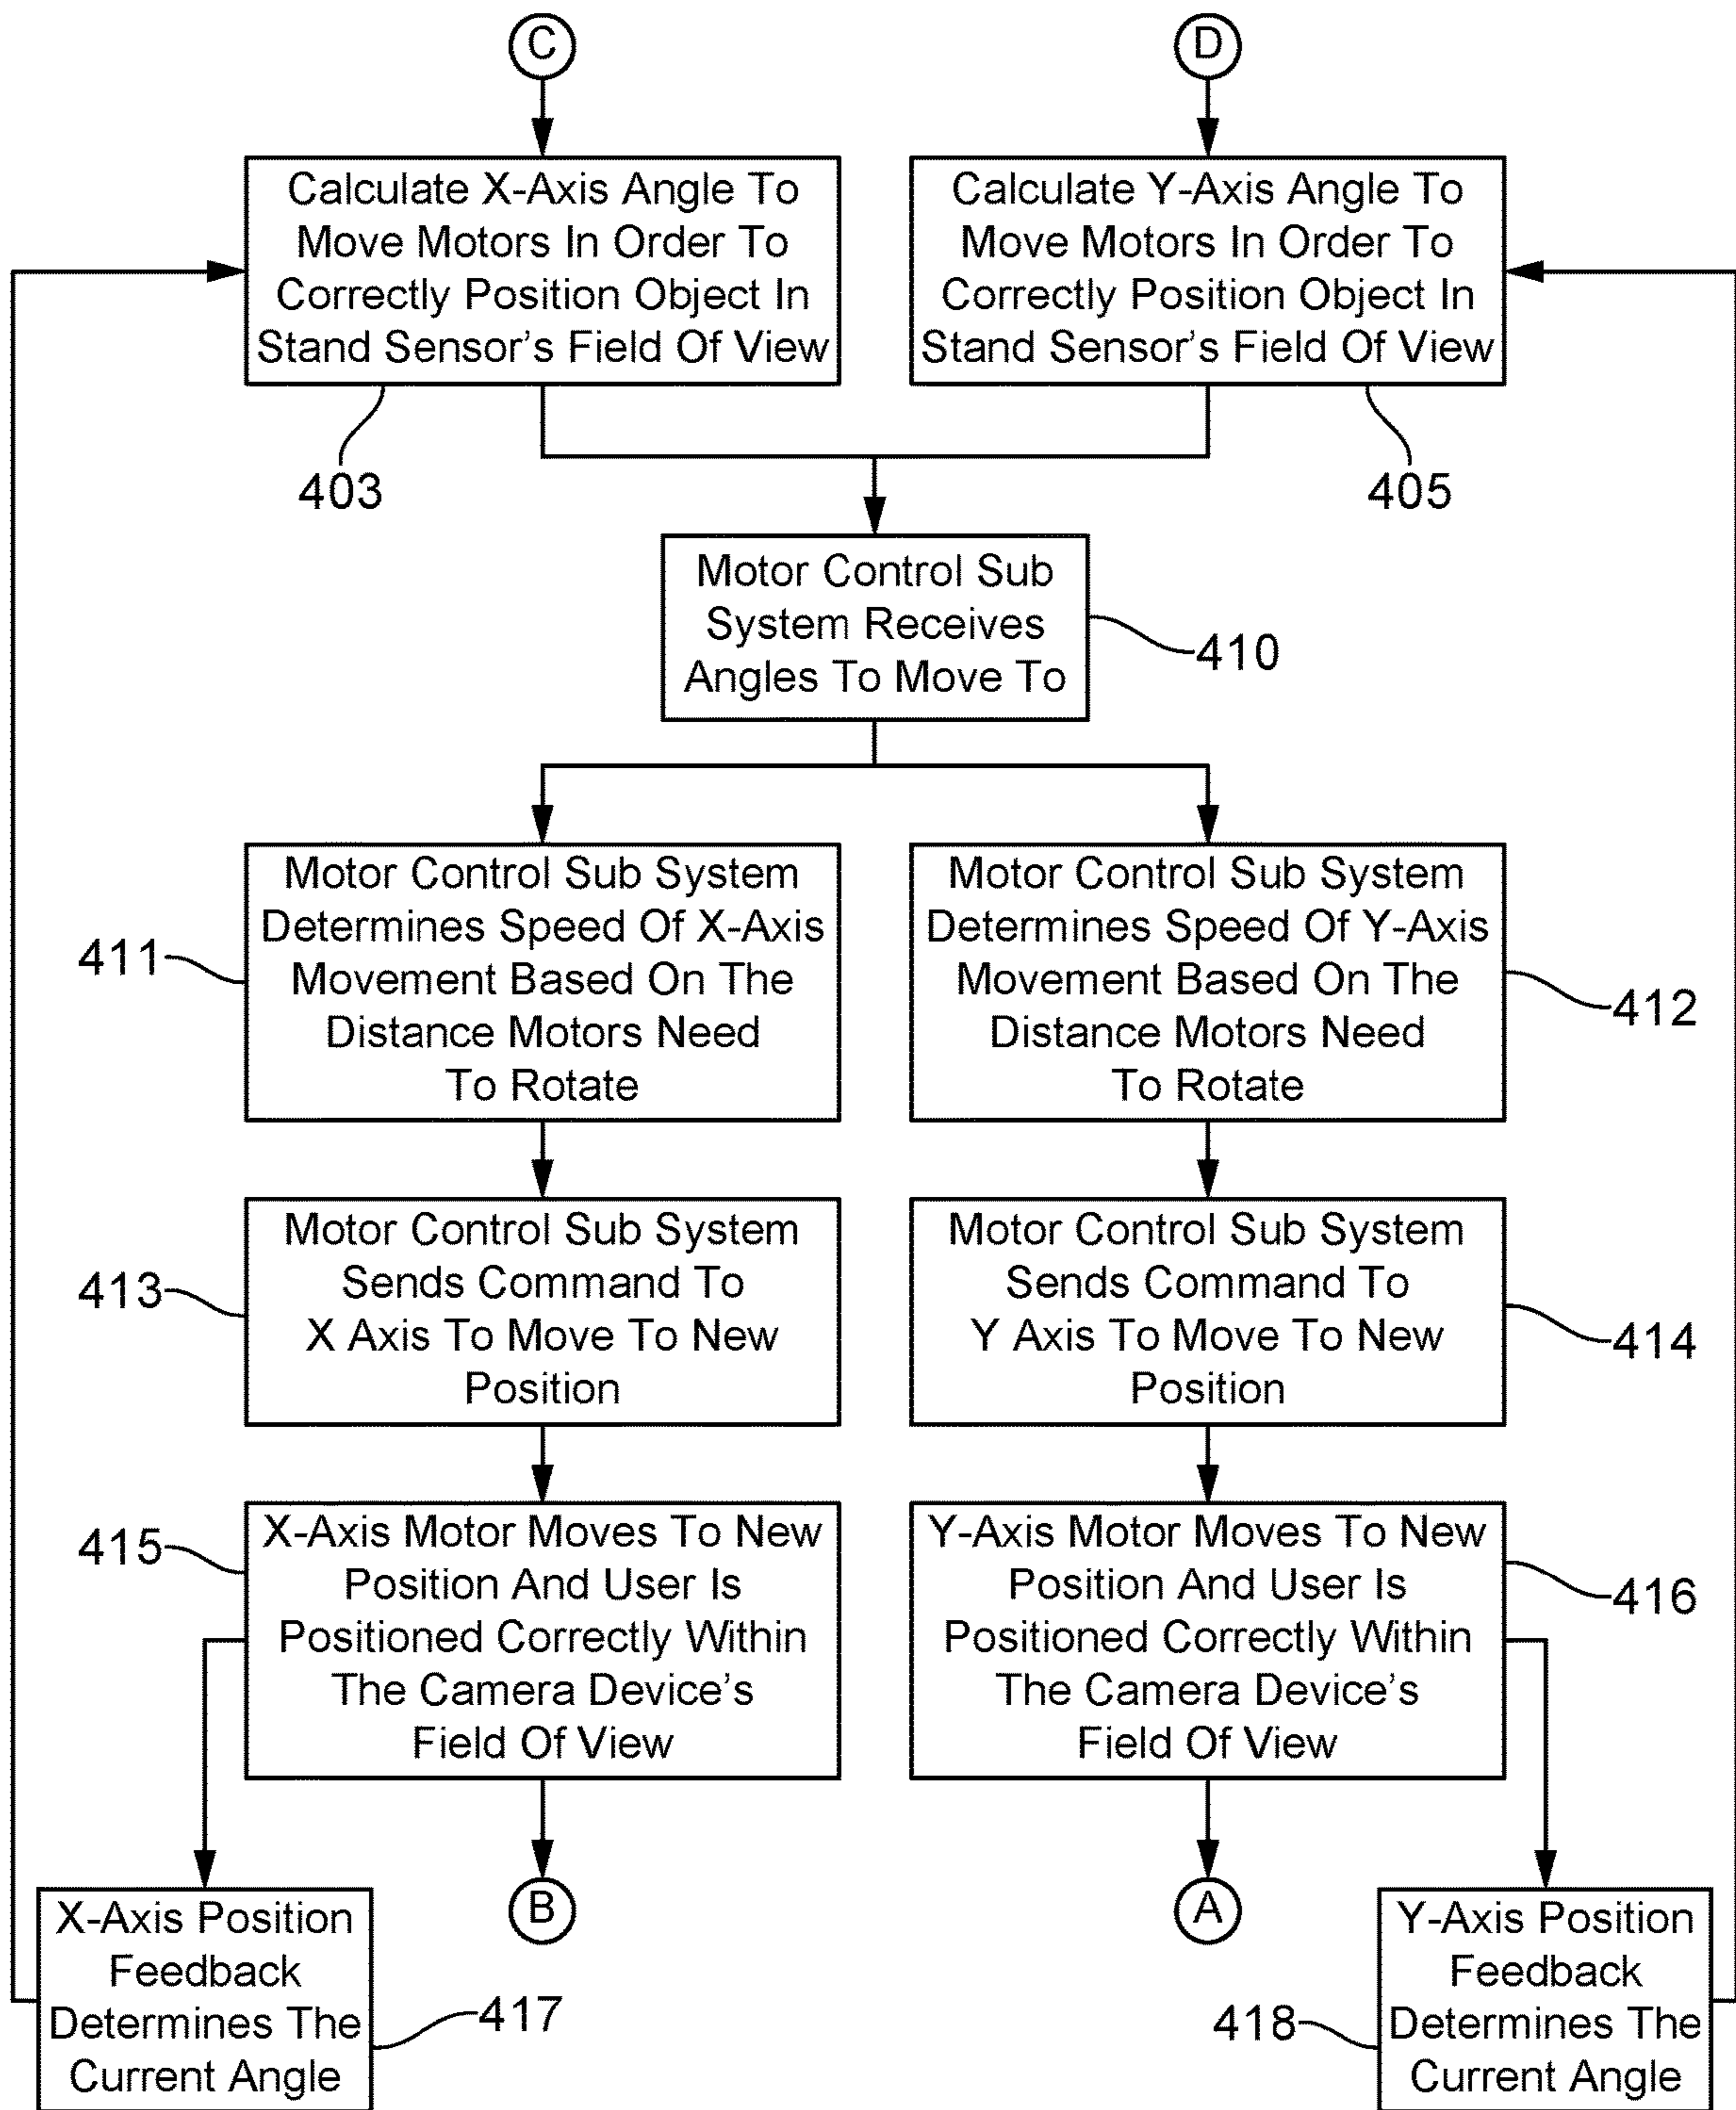 C
D
Calculate X-Axis Angle To
Move Motors In Order To
Correctly Position Object In
Stand Sensor's Field Of View
403
Calculate Y-Axis Angle To
Move Motors In Order To
Correctly Position Object In
Stand Sensor's Field Of View
405
Motor Control Sub
System Receives
Angles To Move To
410
Motor Control Sub System
Determines Speed Of X-Axis
Movement Based On The
Distance Motors Need
To Rotate
411
Motor Control Sub System
Determines Speed Of Y-Axis
Movement Based On The
Distance Motors Need
To Rotate
412
Motor Control Sub System
Sends Command To
X Axis To Move To New
Position
413
Motor Control Sub System
Sends Command To
Y Axis To Move To New
Position
414
X-Axis Motor Moves To New
Position And User Is
Positioned Correctly Within
The Camera Device's
Field Of View
415
Y-Axis Motor Moves To New
Position And User Is
Positioned Correctly Within
The Camera Device's
Field Of View
416
X-Axis Position
Feedback
Determines The
Current Angle
417
B
A
Y-Axis Position
Feedback
Determines The
Current Angle
418